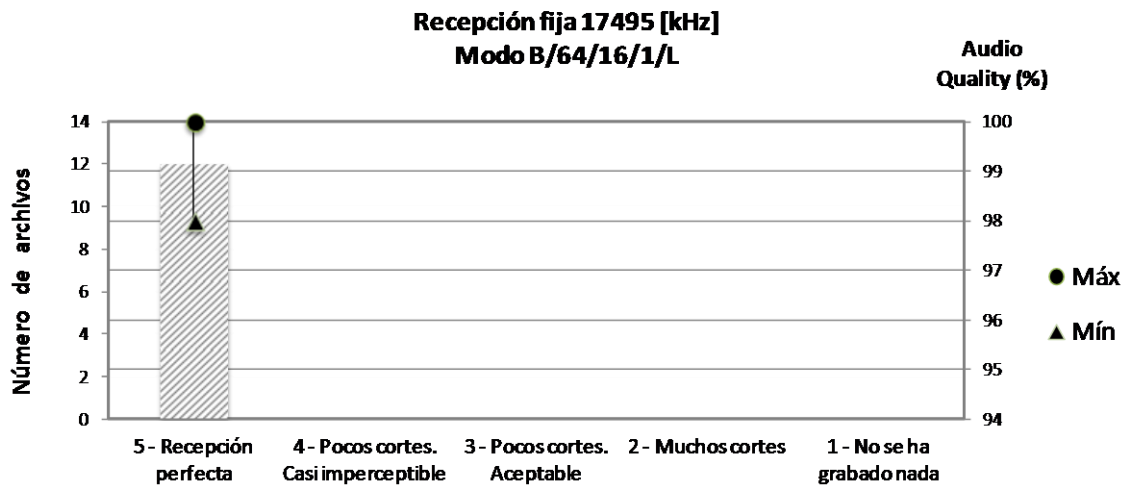 Recepción fija 17495 [kHz]
Modo B/64/16/1/L
Audio
Quality (%)
Número de archivos
14
12
10
8
6
4
2
0
100
99
98
97
96
95
94
Máx
Mín
5 - Recepción
perfecta
4 - Pocos cortes.
Casi imperceptible
3 - Pocos cortes.
Aceptable
2 - Muchos cortes
1 - No se ha
grabado nada